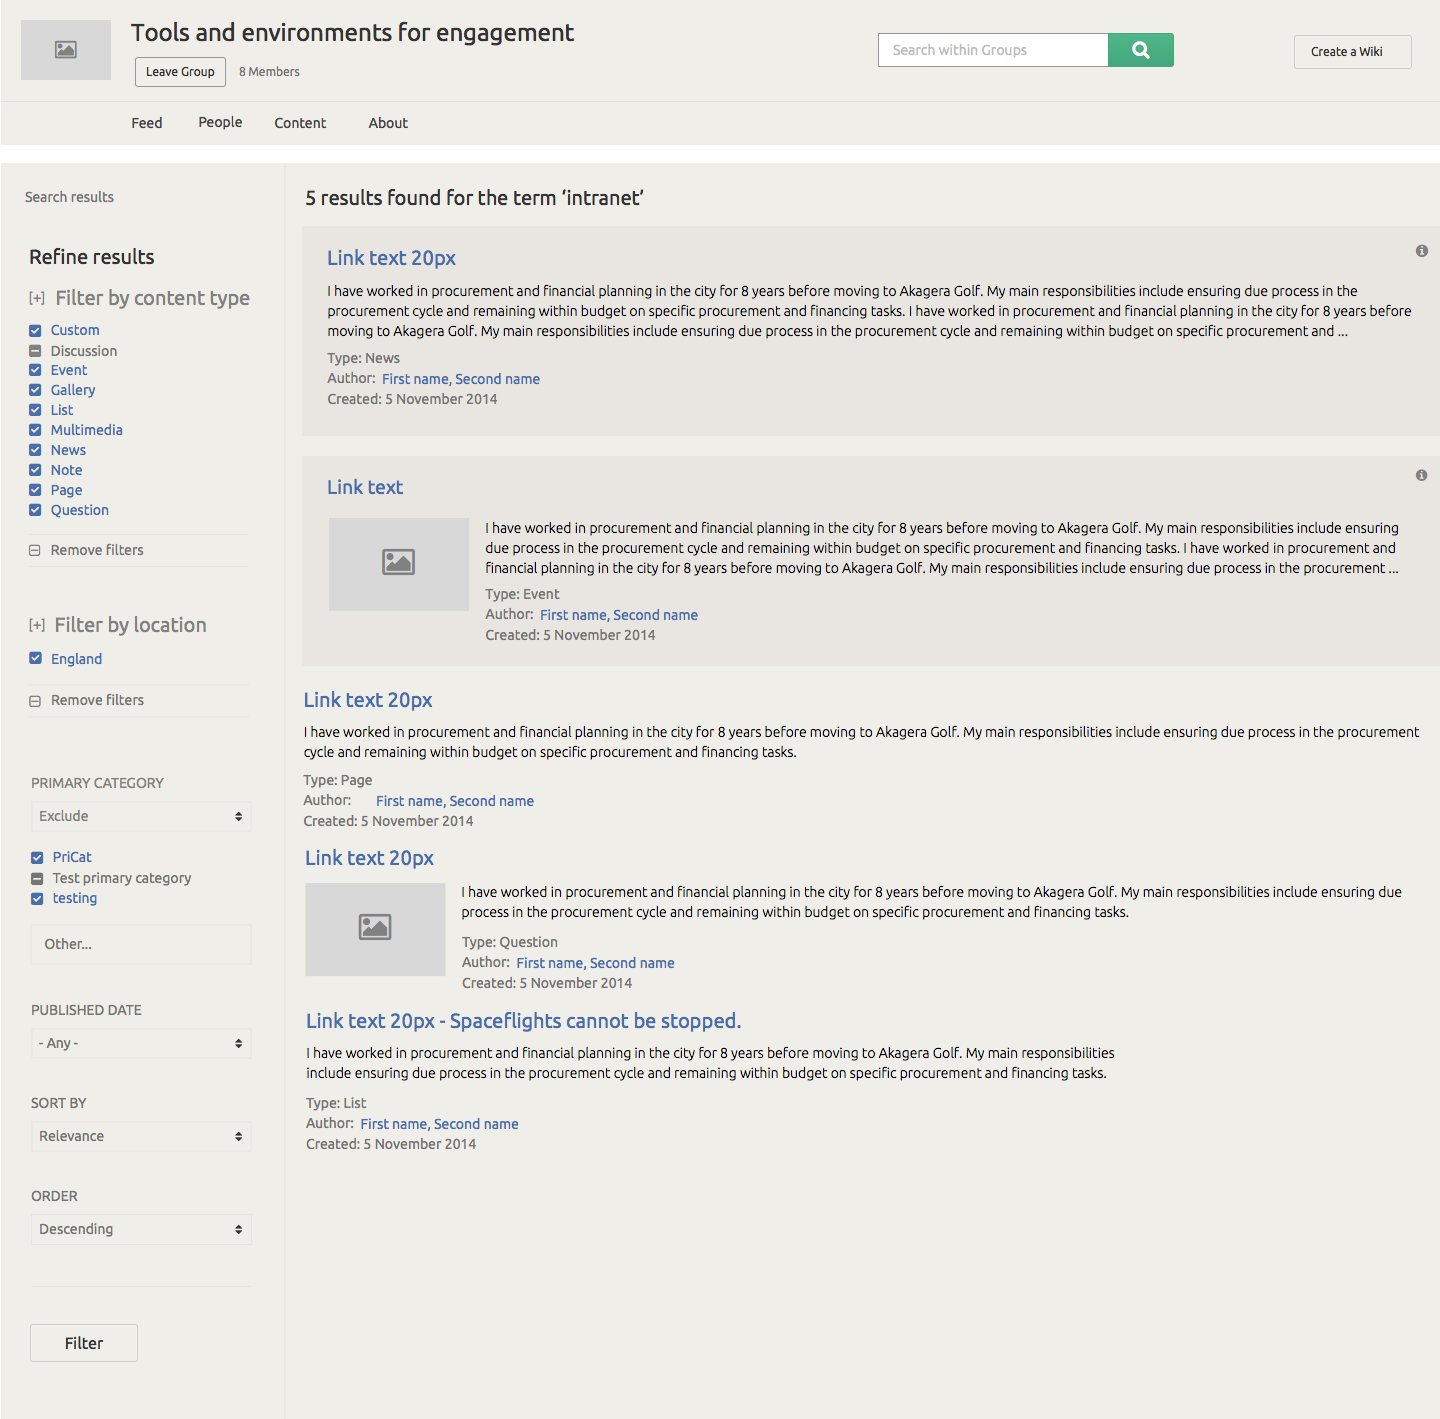 Tools and environments for engagement
Leave Group
8 Members
Search within Groups
Create a Wiki
Feed
People
Content
About
Search results
Refine results
[+] Filter by content type
Custom
Discussion
Event
Gallery
List
Multimedia
News
Note
Page
Question
Remove filters
[+] Filter by location
England
Remove filters
PRIMARY CATEGORY
Exclude
PriCat
Test primary category
testing
Other...
PUBLISHED DATE
- Any -
SORT BY
Relevance
ORDER
Descending
Filter
5 results found for the term ‘intranet’
Link text 20px
I have worked in procurement and financial planning in the city for 8 years before moving to Akagera Golf. My main responsibilities include ensuring due process in the
procurement cycle and remaining within budget on specific procurement and financing tasks. I have worked in procurement and financial planning in the city for 8 years before
moving to Akagera Golf. My main responsibilities include ensuring due process in the procurement cycle and remaining within budget on specific procurement and ...
Type: News
Author: First name, Second name
Created: 5 November 2014
Link text
I have worked in procurement and financial planning in the city for 8 years before moving to Akagera Golf. My main responsibilities include ensuring
due process in the procurement cycle and remaining within budget on specific procurement and financing tasks. I have worked in procurement and
financial planning in the city for 8 years before moving to Akagera Golf. My main responsibilities include ensuring due process in the procurement ...
Type: Event
Author: First name, Second name
Created: 5 November 2014
Link text 20px
I have worked in procurement and financial planning in the city for 8 years before moving to Akagera Golf. My main responsibilities include ensuring due process in the procurement
cycle and remaining within budget on specific procurement and financing tasks.
Type: Page
Author: First name, Second name
Created: 5 November 2014
Link text 20px
I have worked in procurement and financial planning in the city for 8 years before moving to Akagera Golf. My main responsibilities include ensuring due
process in the procurement cycle and remaining within budget on specific procurement and financing tasks.
Type: Question
Author: First name, Second name
Created: 5 November 2014
Link text 20px - Spaceflights cannot be stopped.
I have worked in procurement and financial planning in the city for 8 years before moving to Akagera Golf. My main responsibilities
include ensuring due process in the procurement cycle and remaining within budget on specific procurement and financing tasks.
Type: List
Author: First name, Second name
Created: 5 November 2014